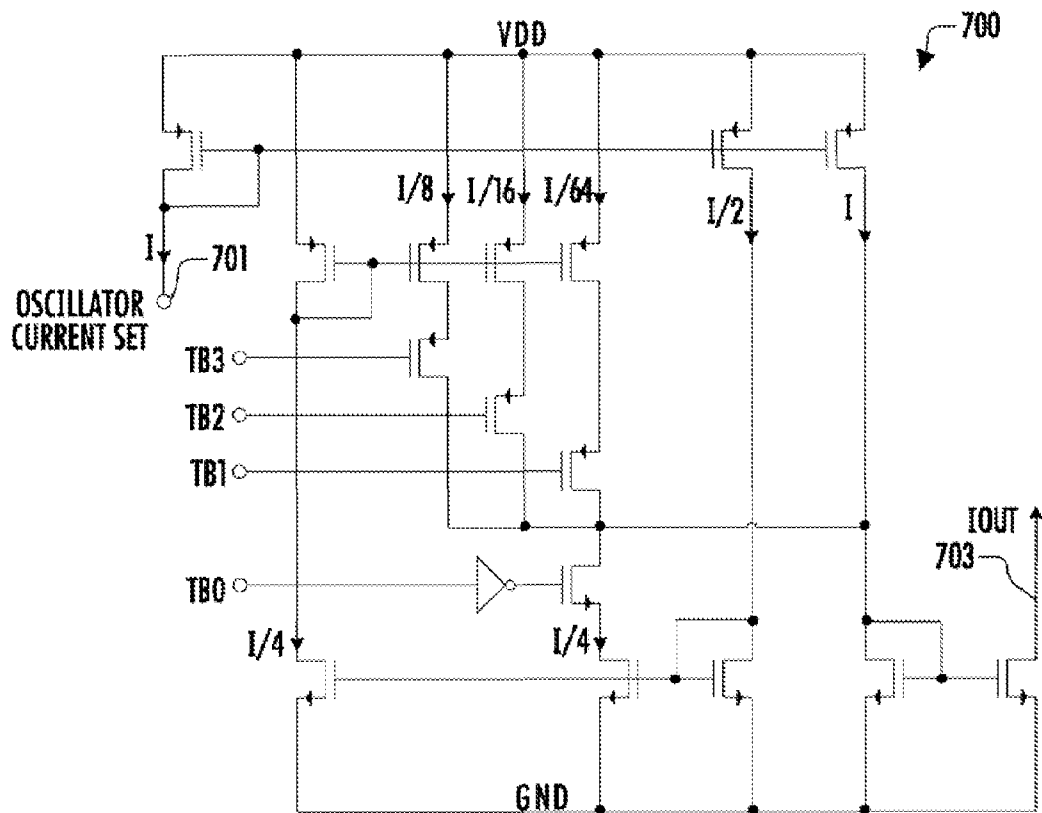 700
VDD
I/8
I/16
I/64
I/2
I
I
701
OSCILLATOR
CURRENT SET
TB3
TB2
TB1
IOUT
703
TB0
I/4
I/4
GND